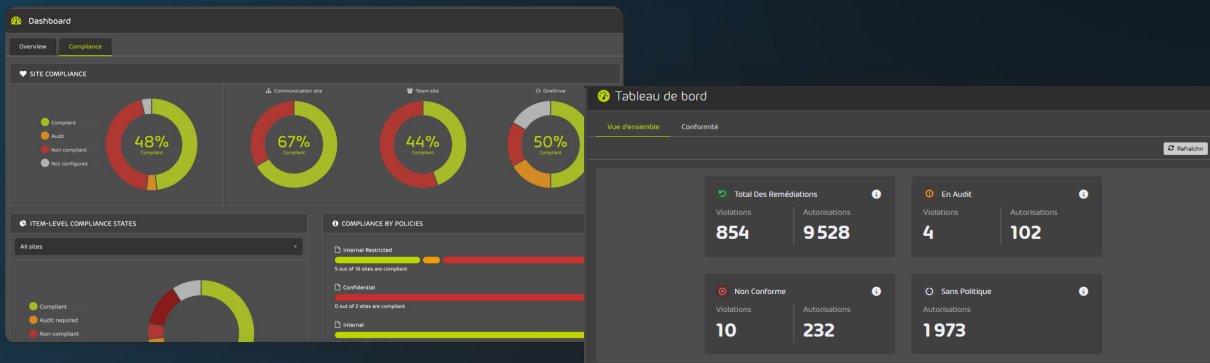 Dashboard
Overview
Compliance
SITE COMPLIANCE
Compliant
Audit
Non compliant
Not configured
48%
Compliant
Communication site
67%
Compliant
Team site
44%
Compliant
OneDrive
50%
Compliant
ITEM-LEVEL COMPLIANCE STATES
All sites
Compliant
Audit required
Non-compliant
COMPLIANCE BY POLICIES
Internal Restricted
5 out of 16 sites are compliant
Confidential
0 out of 2 sites are compliant
Internal
Tableau de bord
Vue d'ensemble
Conformité
Rafraîchir
Total Des Remédiations
Violations
Autorisations
854
9 528
En Audit
Violations
Autorisations
4
102
Non Conforme
Violations
Autorisations
10
232
Sans Politique
Autorisations
1 973